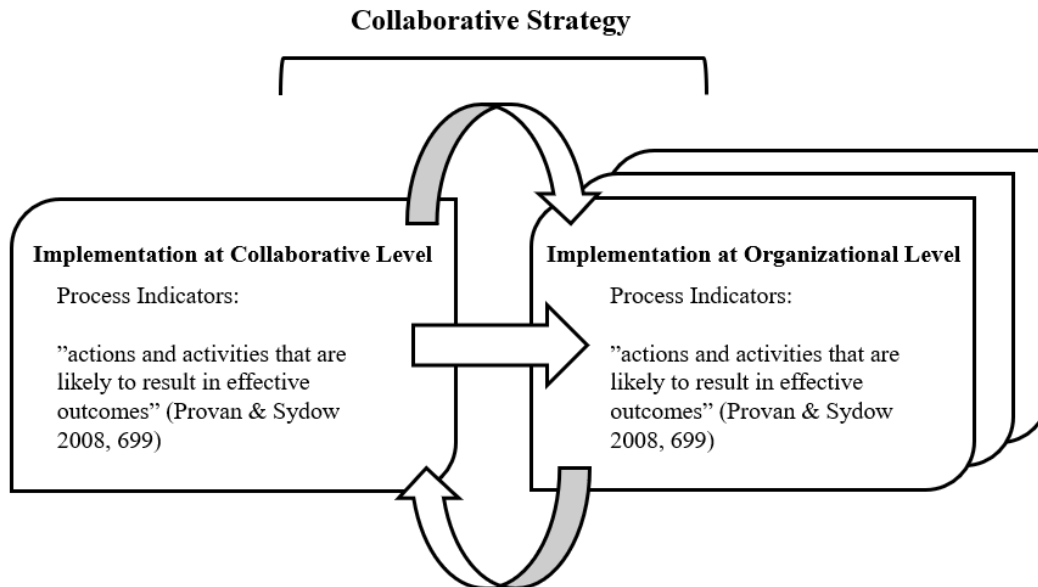 Collaborative Strategy
Implementation at Collaborative Level
Process Indicators:
”actions and activities that are
likely to result in effective
outcomes” (Provan & Sydow
2008, 699)
Implementation at Organizational Level
Process Indicators:
”actions and activities that are
likely to result in effective
outcomes” (Provan & Sydow
2008, 699)